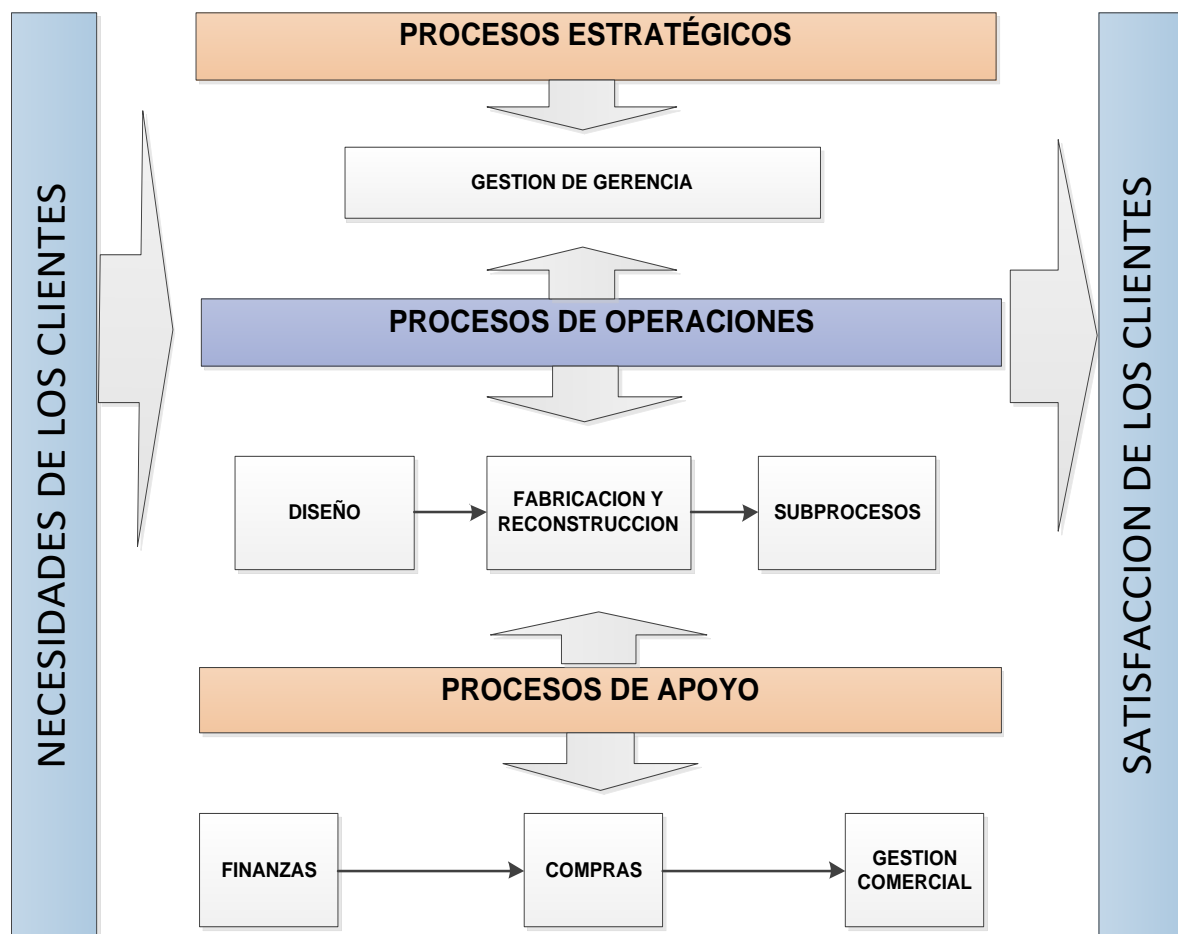 NECESIDADES DE LOS CLIENTES
PROCESOS ESTRATÉGICOS
GESTION DE GERENCIA
PROCESOS DE OPERACIONES
DISEÑO
FABRICACION Y
RECONSTRUCCION
SUBPROCESOS
PROCESOS DE APOYO
FINANZAS
COMPRAS
GESTION
COMERCIAL
SATISFACCION DE LOS CLIENTES